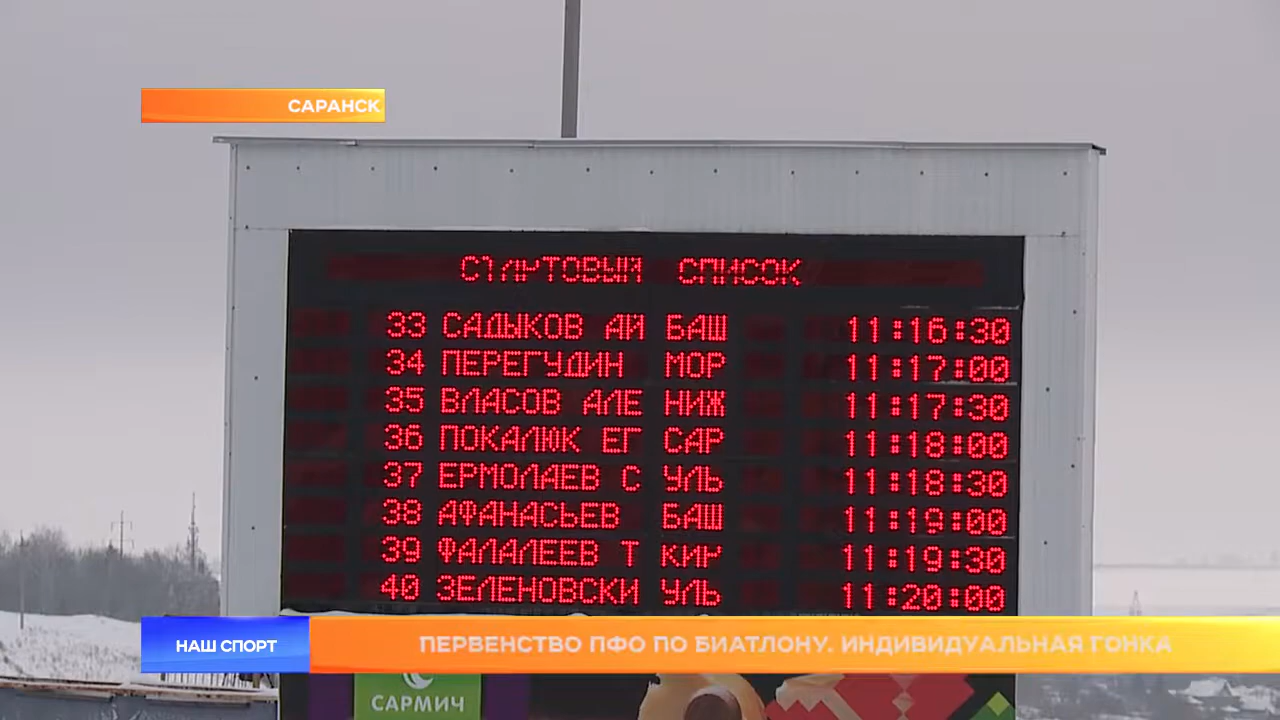 САРАНСК
СТАРТОВЫЙ СПИСОК
33 САДЫКОВ АЙ БАШ 11:16:30
34 ПЕРЕГУДИН МОР 11:17:00
35 ВЛАСОВ АЛЕ НИЖ 11:17:30
36 ПОКАЛЮК ЕГ САР 11:18:00
37 ЕРМОЛАЕВ С УЛЬ 11:18:30
38 АФАНАСЬЕВ БАШ 11:19:00
39 ФАЛАЛЕЕВ Т КИР 11:19:30
40 ЗЕЛЕНОВСКИ УЛЬ 11:20:00
НАШ СПОРТ ПЕРВЕНСТВО ПФО ПО БИАТЛОНУ. ИНДИВИДУАЛЬНАЯ ГОНКА
САРМИЧ